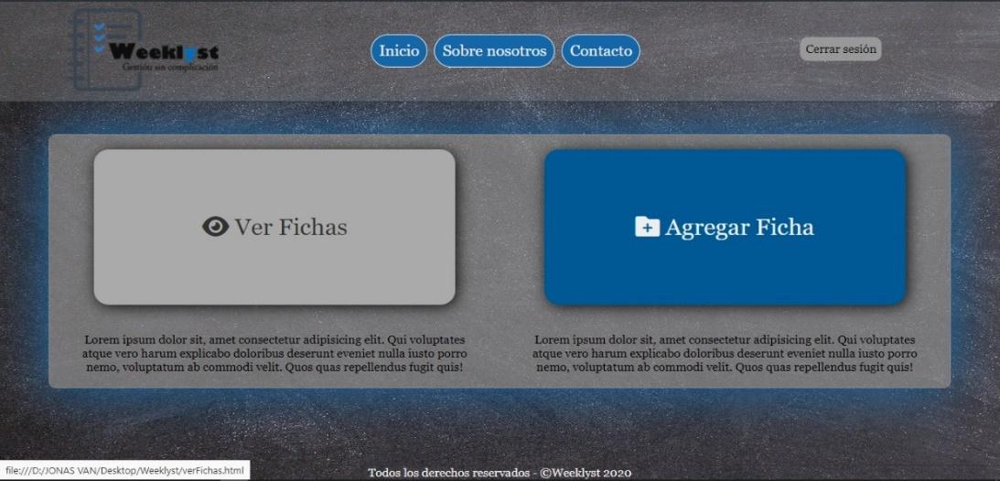 Weeklyst
Gestión sin complicación
Inicio Sobre nosotros Contacto
Cerrar sesión
Ver Fichas
Agregar Ficha
Lorem ipsum dolor sit, amet consectetur adipisicing elit. Qui voluptates
atque vero harum explicabo doloribus deserunt eveniet nulla iusto porro
nemo, voluptatum ab commodi velit. Quos quas repellendus fugit quis!
Lorem ipsum dolor sit, amet consectetur adipisicing elit. Qui voluptates
atque vero harum explicabo doloribus deserunt eveniet nulla iusto porro
nemo, voluptatum ab commodi velit. Quos quas repellendus fugit quis!
file:///D:/JONAS VAN/Desktop/Weeklyst/verFichas.html
Todos los derechos reservados - ©Weeklyst 2020